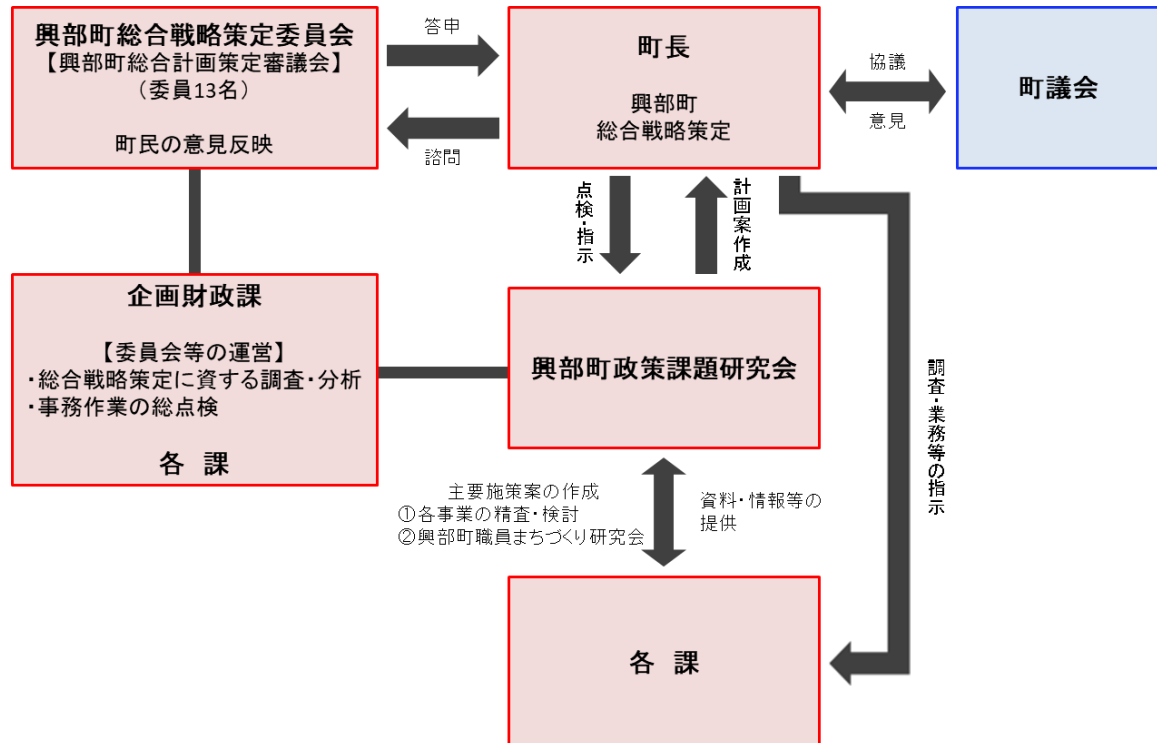 興部町総合戦略策定委員会
【興部町総合計画策定審議会】
（委員13名）
町民の意見反映
答申
諮問
町長
興部町
総合戦略策定
協議
意見
町議会
点検・指示
計画案作成
企画財政課
【委員会等の運営】
・総合戦略策定に資する調査・分析
・事務作業の総点検
各　課
興部町政策課題研究会
調査・業務等の指示
主要施策案の作成
①各事業の精査・検討
②興部町職員まちづくり研究会
資料・情報等の
提供
各　課